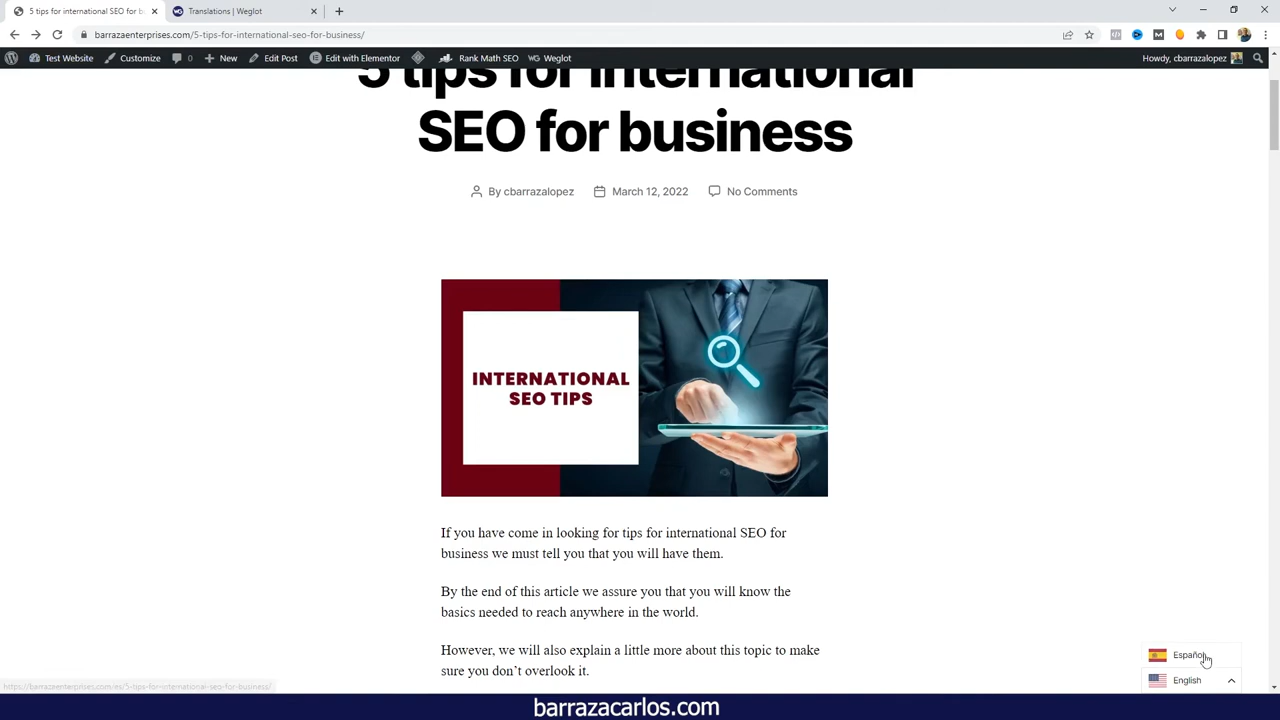 5 tips for international SEO for b
Translations | Weglot
barrazaenterprises.com/5-tips-for-international-seo-for-business/
Test Website
Customize
0
New
Edit Post
Edit with Elementor
Rank Math SEO
WG Weglot
Howdy, cbarrazalopez
5 tips for international
SEO for business
By cbarrazalopez
March 12, 2022
No Comments
INTERNATIONAL
SEO TIPS
If you have come in looking for tips for international SEO for
business we must tell you that you will have them.
By the end of this article we assure you that you will know the
basics needed to reach anywhere in the world.
However, we will also explain a little more about this topic to make
sure you don't overlook it.
Español
English
https://barrazaenterprises.com/es/5-tips-for-international-seo-for-business/
barrazacarlos.com